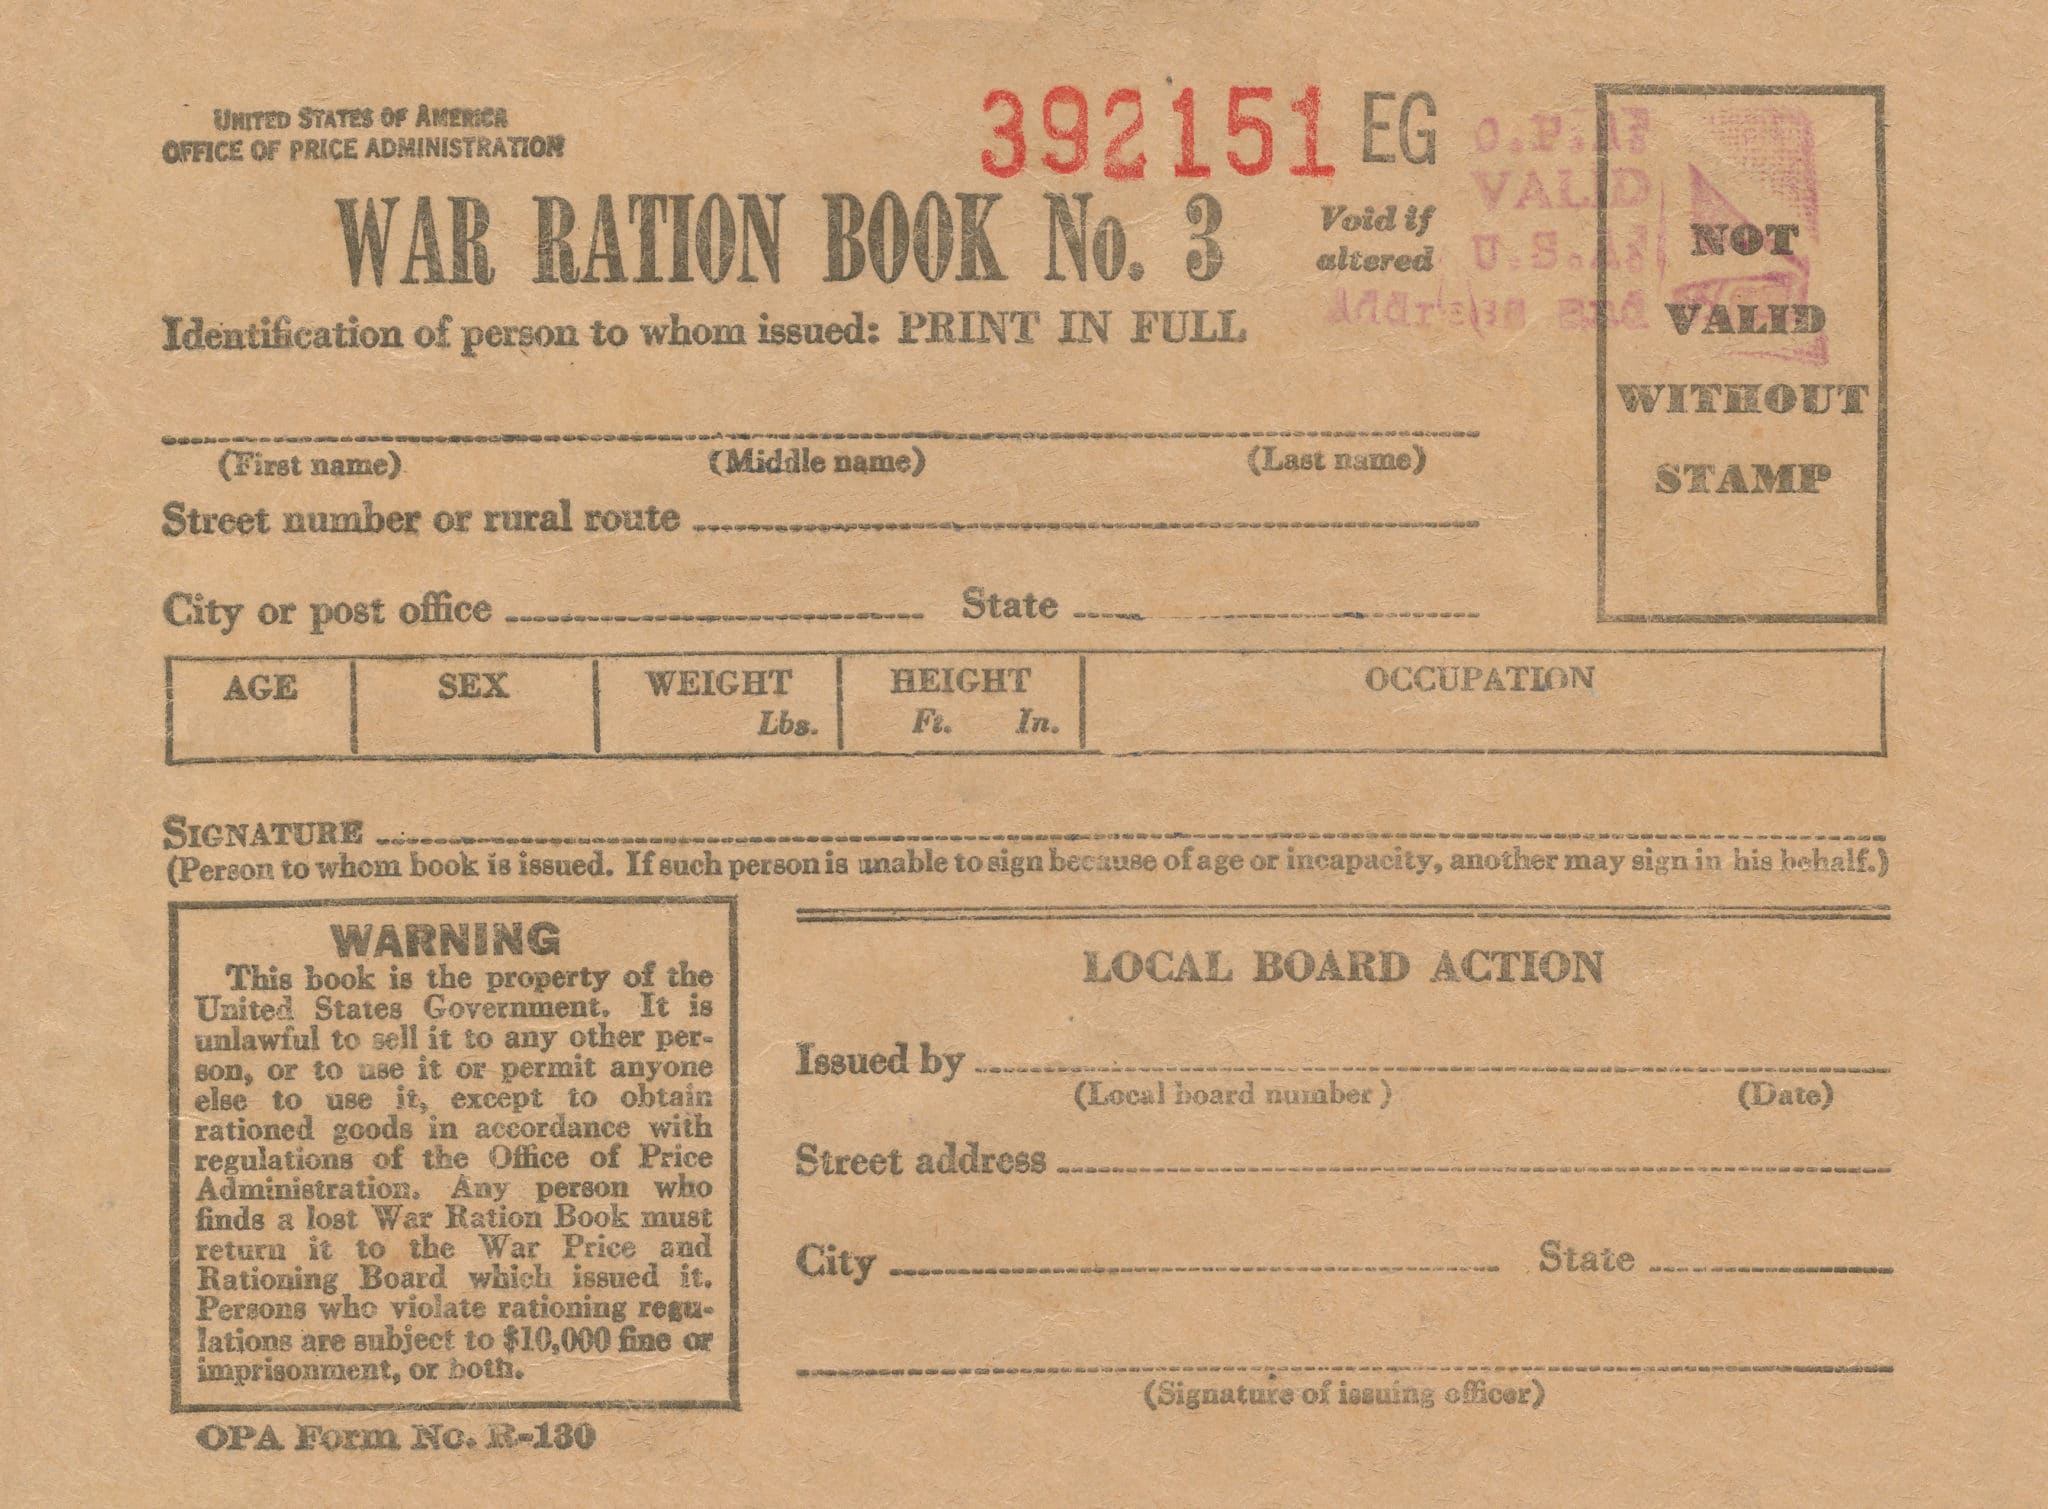 UNITED STATES OF AMERICA
OFFICE OF PRICE ADMINISTRATION
392151 EG
WAR RATION BOOK No. 3
Void if
altered
O.P.A.
VALID
U.S.A.
NOT
VALID
WITHOUT
STAMP
Identification of person to whom issued: PRINT IN FULL
(First name) (Middle name) (Last name)
Street number or rural route
City or post office State
AGE SEX WEIGHT HEIGHT OCCUPATION
Lbs. Ft. In.
SIGNATURE
(Person to whom book is issued. If such person is unable to sign because of age or incapacity, another may sign in his behalf.)
WARNING
This book is the property of the
United States Government. It is
unlawful to sell it to any other per-
son, or to use it or permit anyone
else to use it, except to obtain
rationed goods in accordance with
regulations of the Office of Price
Administration. Any person who
finds a lost War Ration Book must
return it to the War Price and
Rationing Board which issued it.
Persons who violate rationing regu-
lations are subject to $10,000 fine or
imprisonment, or both.
OPA Form No. R-130
LOCAL BOARD ACTION
Issued by
(Local board number) (Date)
Street address
City State
(Signature of issuing officer)